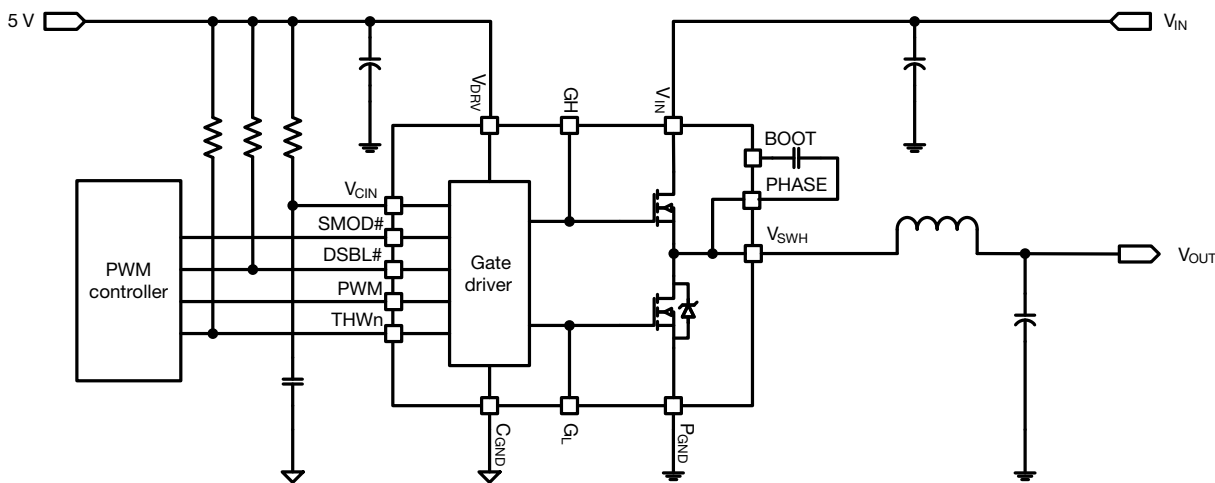 5 V
V_IN
V_DRV
GH
V_IN
BOOT
PHASE
V_CIN
SMOD#
DSBL#
PWM
THWn
PWM
controller
Gate
driver
V_SWH
V_OUT
C_GND
G_L
P_GND